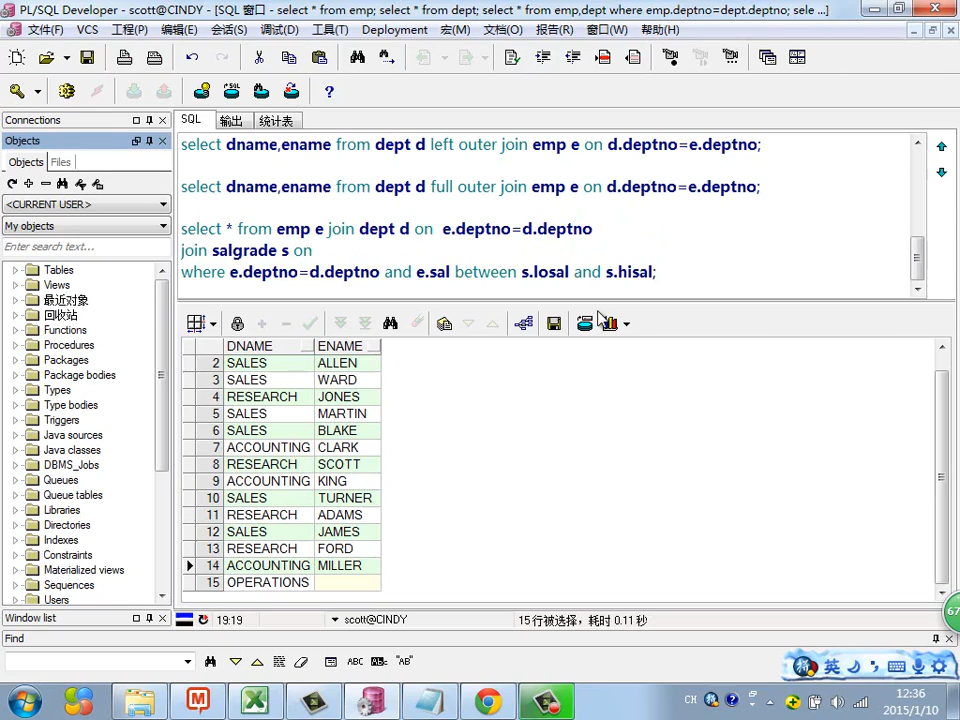 PL/SQL Developer - scott@CINDY - [SQL 窗口 - select * from emp; select * from dept; select * from emp,dept where emp.deptno=dept.deptno; sele ...]
文件(F) VCS 工程(P) 编辑(E) 会话(S) 调试(D) 工具(T) Deployment 宏(M) 文档(O) 报告(R) 窗口(W) 帮助(H)
Connections
Objects
Objects Files
<CURRENT USER>
My objects
Enter search text...
Tables
Views
最近对象
回收站
Functions
Procedures
Packages
Package bodies
Types
Type bodies
Triggers
Java sources
Java classes
DBMS_Jobs
Queues
Queue tables
Libraries
Directories
Indexes
Constraints
Materialized views
Sequences
Users
SQL 输出 统计表
select dname,ename from dept d left outer join emp e on d.deptno=e.deptno;
select dname,ename from dept d full outer join emp e on d.deptno=e.deptno;
select * from emp e join dept d on e.deptno=d.deptno
join salgrade s on
where e.deptno=d.deptno and e.sal between s.losal and s.hisal;
DNAME ENAME
2 SALES ALLEN
3 SALES WARD
4 RESEARCH JONES
5 SALES MARTIN
6 SALES BLAKE
7 ACCOUNTING CLARK
8 RESEARCH SCOTT
9 ACCOUNTING KING
10 SALES TURNER
11 RESEARCH ADAMS
12 SALES JAMES
13 RESEARCH FORD
14 ACCOUNTING MILLER
15 OPERATIONS
Window list
19:19 scott@CINDY 15行被选择，耗时 0.11 秒
67
Find
ABC "AB"
英
CH
12:36
2015/1/10